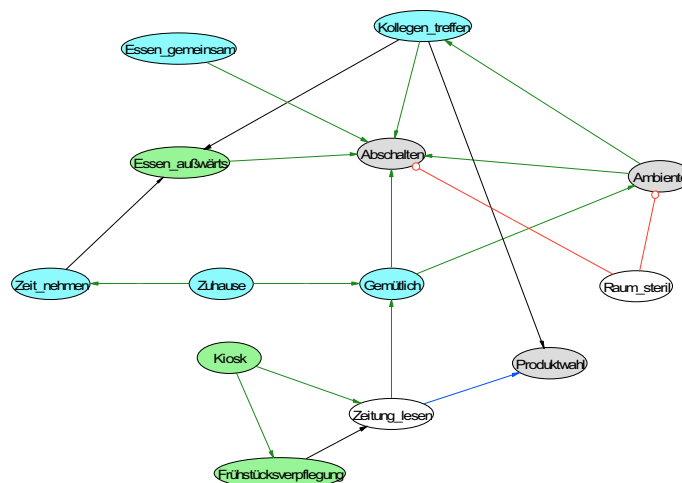 Kollegen_treffen
Essen_gemeinsam
Abschalten
Essen_außwärts
Ambiente
Zeit_nehmen
Zuhause
Gemütlich
Raum_steril
Kiosk
Produktwahl
Zeitung_lesen
Frühstücksverpflegung